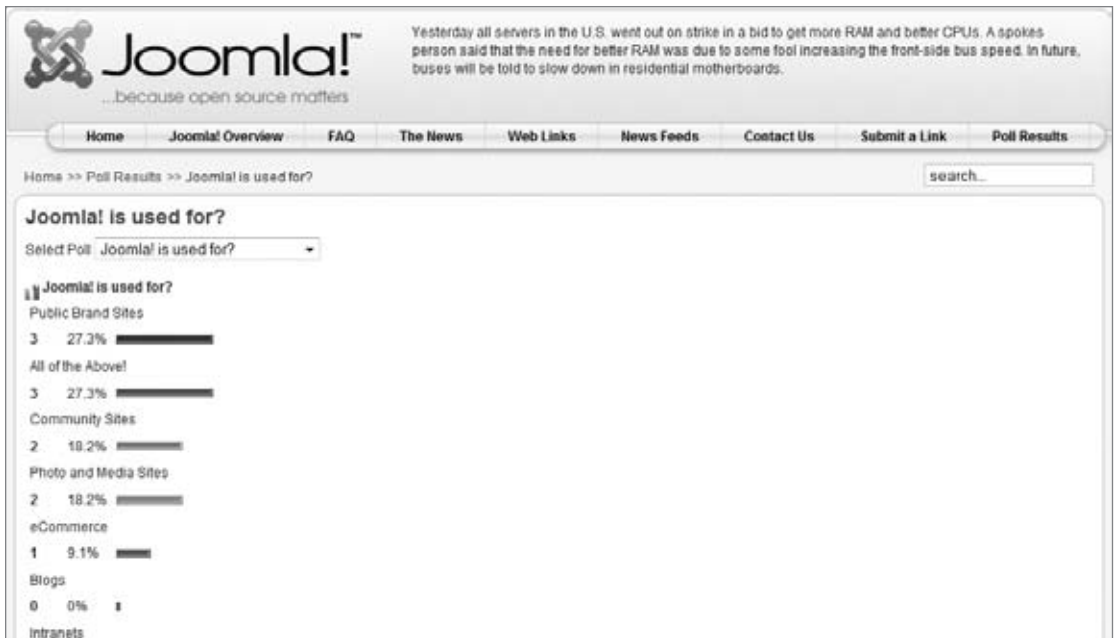 Joomla!™
...because open source matters
Yesterday all servers in the U.S. went out on strike in a bid to get more RAM and better CPUs. A spokes
person said that the need for better RAM was due to some fool increasing the front-side bus speed. In future,
buses will be told to slow down in residential motherboards.
Home Joomla! Overview FAQ The News Web Links News Feeds Contact Us Submit a Link Poll Results
Home >> Poll Results >> Joomla! is used for?
search...
Joomla! is used for?
Select Poll Joomla! is used for?
Joomla! is used for?
Public Brand Sites
3 27.3%
All of the Above!
3 27.3%
Community Sites
2 18.2%
Photo and Media Sites
2 18.2%
eCommerce
1 9.1%
Blogs
0 0%
Intranets